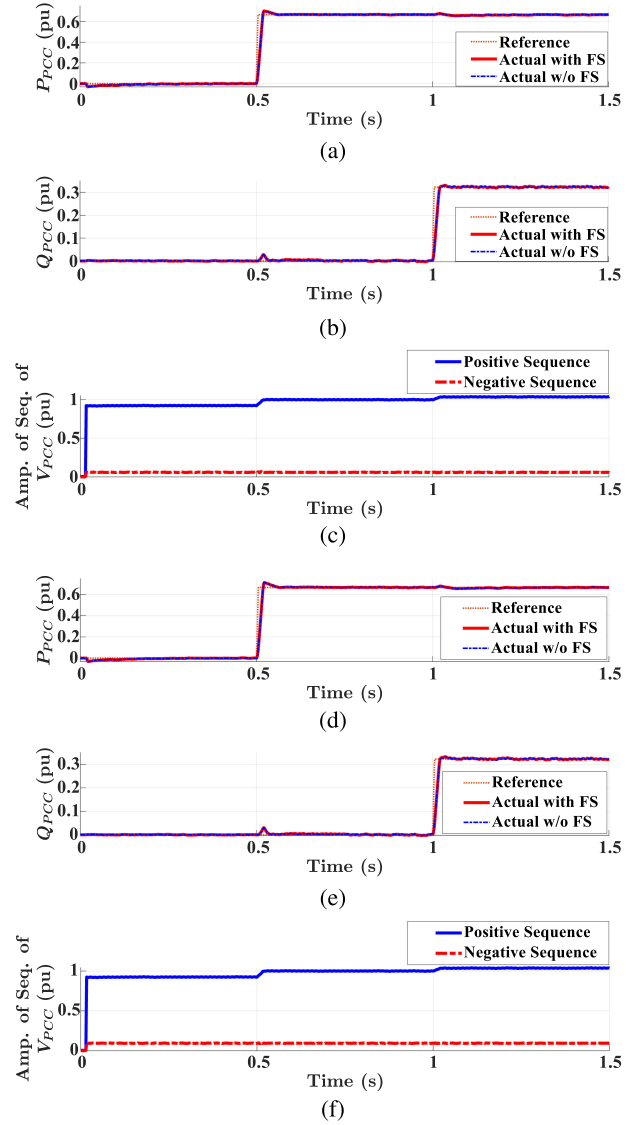 P_PCC (pu)
0.6
0.4
0.2
0
Reference
Actual with FS
Actual w/o FS
0 0.5 1 1.5
Time (s)
(a)
Q_PCC (pu)
0.3
0.2
0.1
0
Reference
Actual with FS
Actual w/o FS
0 0.5 1 1.5
Time (s)
(b)
Positive Sequence
Negative Sequence
Amp. of Seq. of
V_PCC (pu)
1
0.5
0
0 0.5 1 1.5
Time (s)
(c)
P_PCC (pu)
0.6
0.4
0.2
0
Reference
Actual with FS
Actual w/o FS
0 0.5 1 1.5
Time (s)
(d)
Q_PCC (pu)
0.3
0.2
0.1
0
Reference
Actual with FS
Actual w/o FS
0 0.5 1 1.5
Time (s)
(e)
Positive Sequence
Negative Sequence
Amp. of Seq. of
V_PCC (pu)
1
0.5
0
0 0.5 1 1.5
Time (s)
(f)